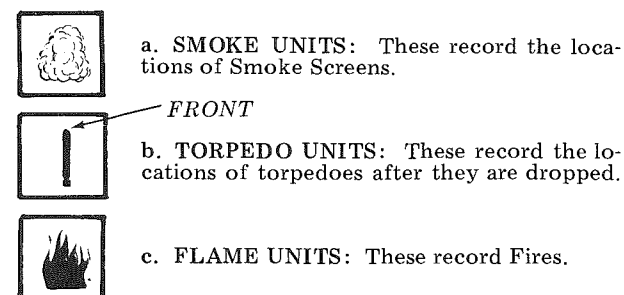 a. SMOKE UNITS: These record the loca-
tions of Smoke Screens.
FRONT
b. TORPEDO UNITS: These record the lo-
cations of torpedoes after they are dropped.
c. FLAME UNITS: These record Fires.